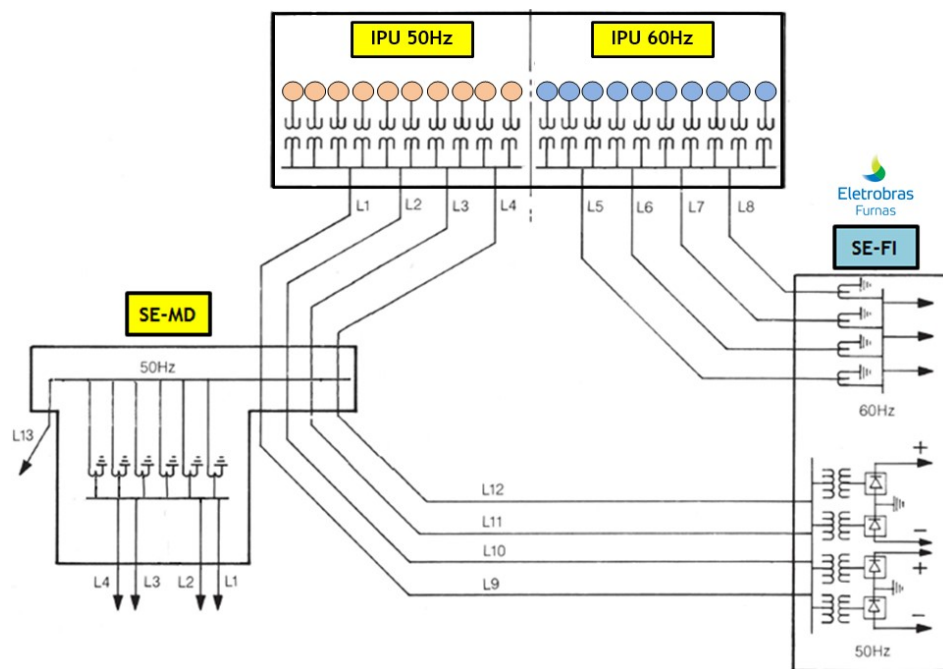 IPU 50Hz
IPU 60Hz
L1
L2
L3
L4
L5
L6
L7
L8
Eletrobras
Furnas
SE-FI
SE-MD
50Hz
60Hz
L13
+
L12
L11
−
L10
+
L4
L3
L2
L1
L9
−
50Hz